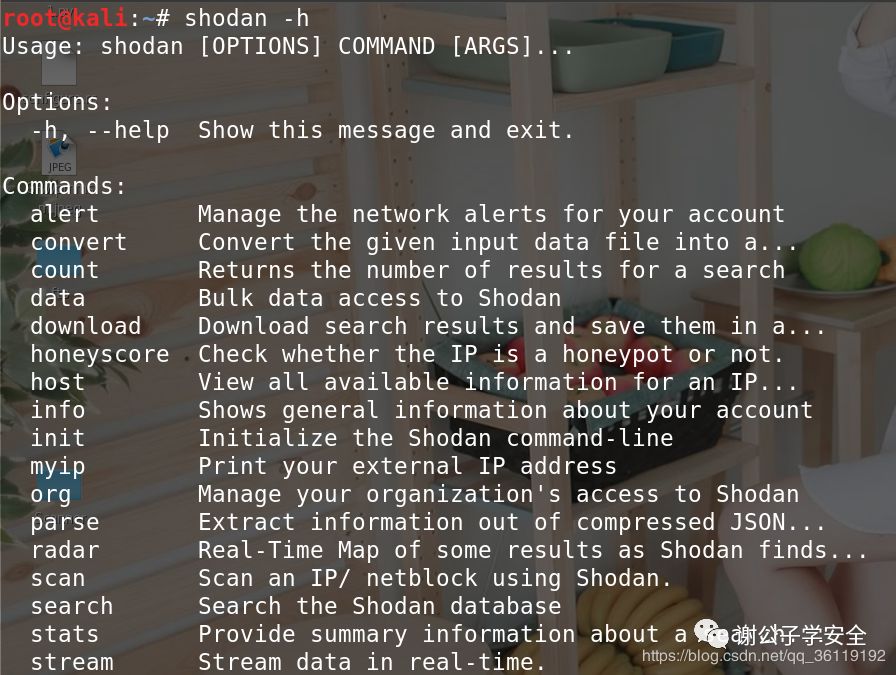 root@kali:~# shodan -h
Usage: shodan [OPTIONS] COMMAND [ARGS]...
Options:
-h, --help  Show this message and exit.
JPEG
Commands:
alert       Manage the network alerts for your account
convert     Convert the given input data file into a...
count       Returns the number of results for a search
data        Bulk data access to Shodan
download    Download search results and save them in a...
honeyscore  Check whether the IP is a honeypot or not.
host        View all available information for an IP...
info        Shows general information about your account
init        Initialize the Shodan command-line
myip        Print your external IP address
org         Manage your organization's access to Shodan
parse       Extract information out of compressed JSON...
radar       Real-Time Map of some results as Shodan finds...
scan        Scan an IP/ netblock using Shodan.
search      Search the Shodan database
stats       Provide summary information about a
谢公子学安全
stream      Stream data in real-time.
https://blog.csdn.net/qq_36119192